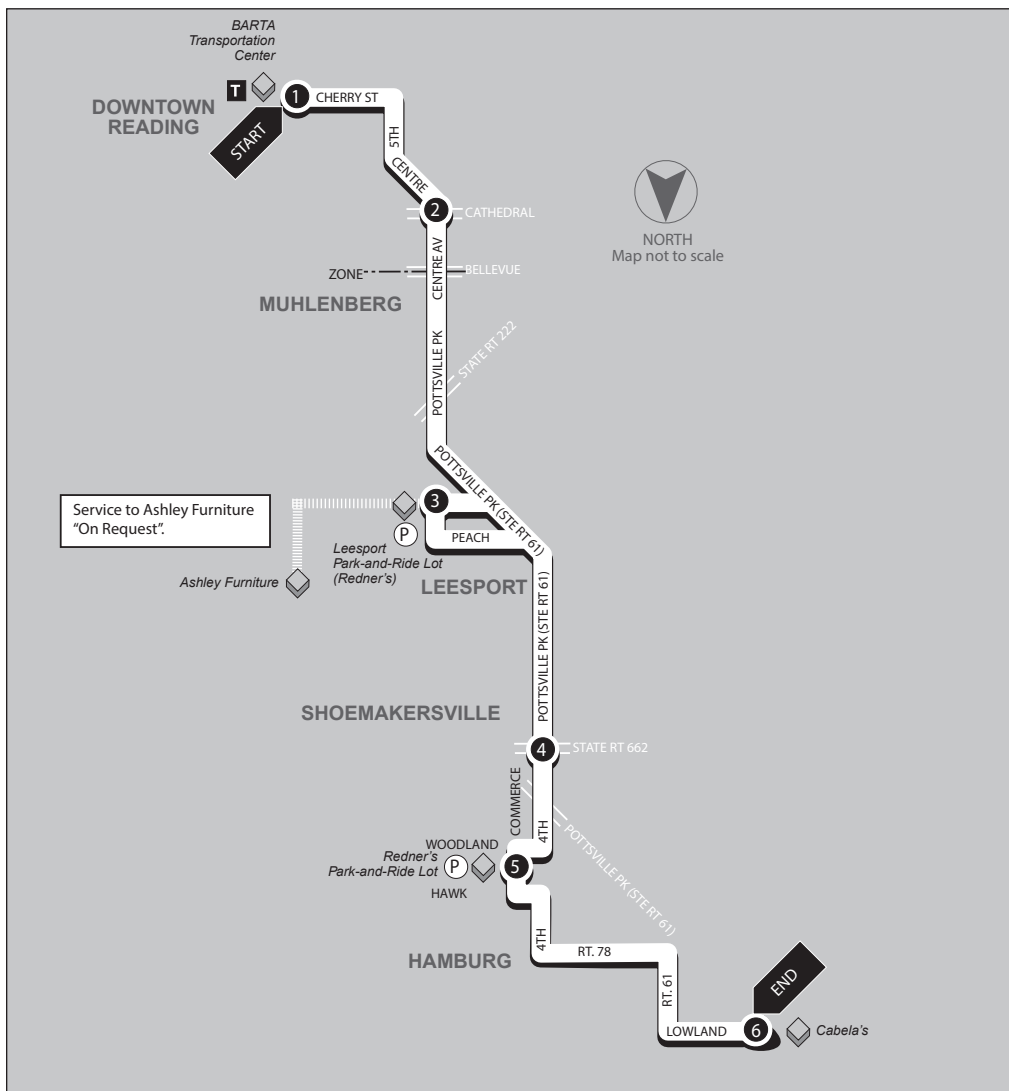 BARTA
Transportation
Center
T
1
CHERRY ST
DOWNTOWN
READING
START
5TH
CENTRE
2
CATHEDRAL
NORTH
Map not to scale
CENTRE AV
ZONE
BELLEVUE
MUHLENBERG
STATE RT 222
POTTSVILLE PK
POTTSVILLE PK (STE RT 61)
3
Service to Ashley Furniture
“On Request”.
P
PEACH
Leesport
Park-and-Ride Lot
(Redner's)
Ashley Furniture
LEESPORT
POTTSVILLE PK (STE RT 61)
SHOEMAKERSVILLE
4
STATE RT 662
COMMERCE
4TH
POTTSVILLE PK (STE RT 61)
WOODLAND
Redner's
Park-and-Ride Lot
P
5
HAWK
4TH
HAMBURG
RT. 78
RT. 61
END
LOWLAND
6
Cabela's